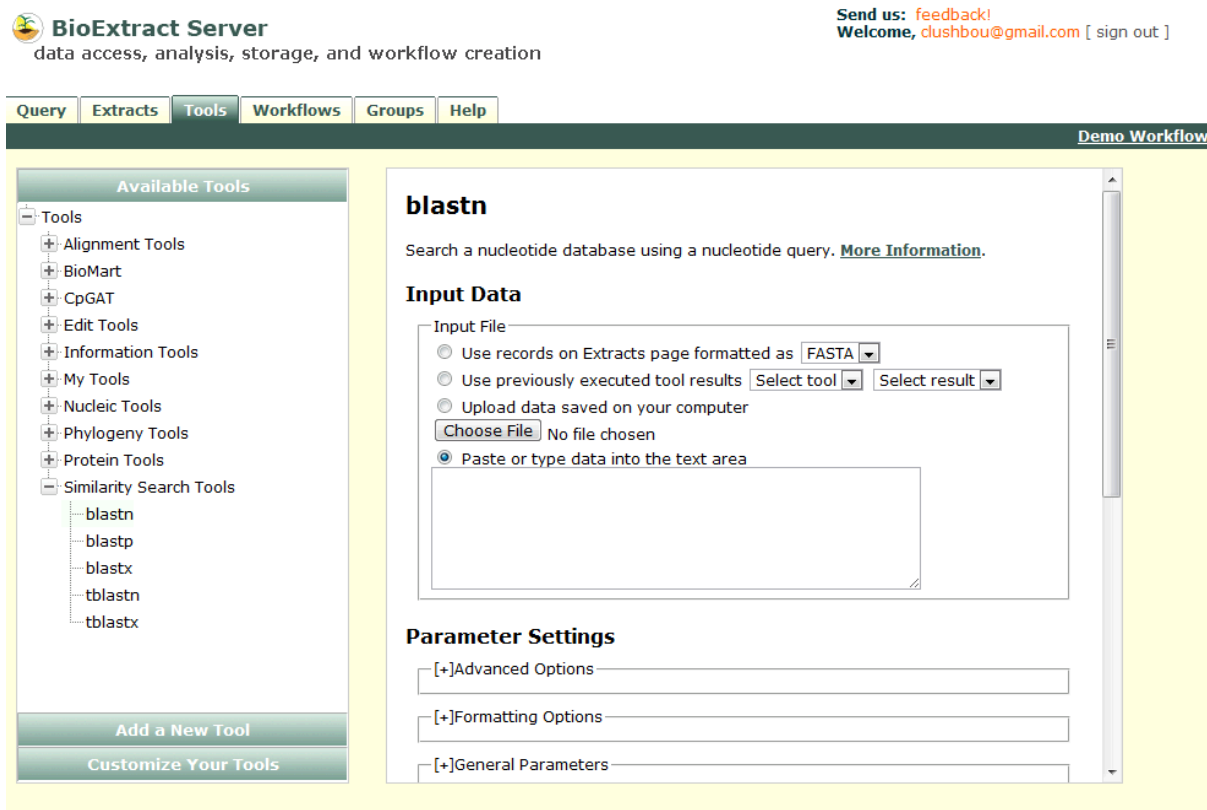 BioExtract Server
data access, analysis, storage, and workflow creation
Send us: feedback!
Welcome, clushbou@gmail.com [ sign out ]
Query Extracts Tools Workflows Groups Help
Demo Workflow
Available Tools
Tools
Alignment Tools
BioMart
CpGAT
Edit Tools
Information Tools
My Tools
Nucleic Tools
Phylogeny Tools
Protein Tools
Similarity Search Tools
blastn
blastp
blastx
tblastn
tblastx
Add a New Tool
Customize Your Tools
blastn
Search a nucleotide database using a nucleotide query. More Information.
Input Data
Input File
Use records on Extracts page formatted as FASTA
Use previously executed tool results Select tool Select result
Upload data saved on your computer
Choose File No file chosen
Paste or type data into the text area
Parameter Settings
[+]Advanced Options
[+]Formatting Options
[+]General Parameters